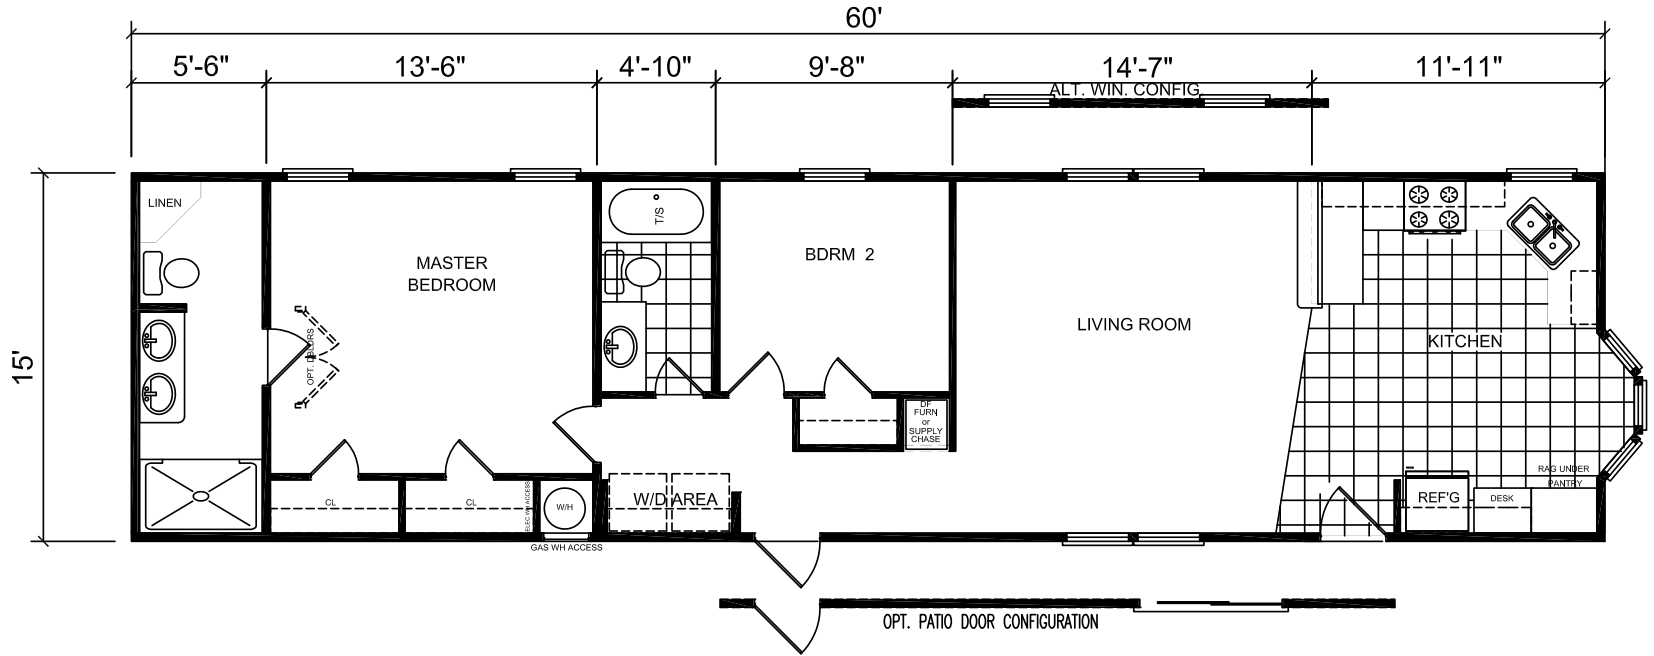 60'
5'-6"
13'-6"
4'-10"
9'-8"
14'-7"
11'-11"
ALT. WIN. CONFIG.
15'
LINEN
MASTER
BEDROOM
T/S
BDRM 2
LIVING ROOM
KITCHEN
OPT. DBL DRS
DF
FURN
or
SUPPLY
CHASE
CL
CL
ELEC WH ACCESS
W/H
GAS WH ACCESS
W/D AREA
REF'G
DESK
RAG UNDER
PANTRY
OPT. PATIO DOOR CONFIGURATION